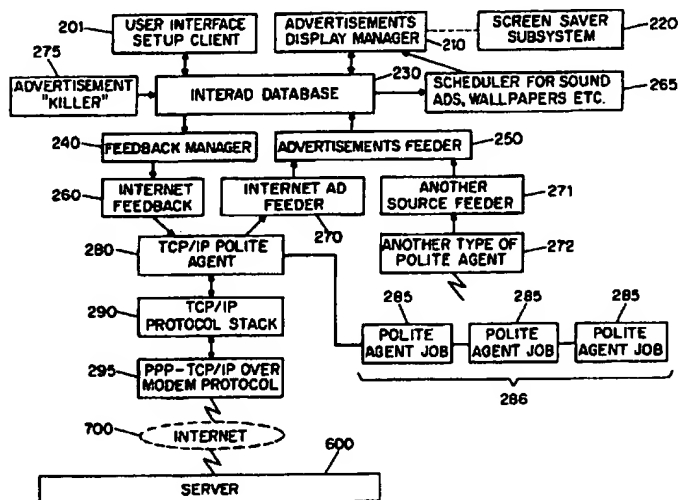 201
USER INTERFACE
SETUP CLIENT
ADVERTISEMENTS
DISPLAY MANAGER
210
SCREEN SAVER
SUBSYSTEM
220
275
ADVERTISEMENT
"KILLER"
230
INTERAD DATABASE
SCHEDULER FOR SOUND
ADS, WALLPAPERS ETC.
265
240
FEEDBACK MANAGER
ADVERTISEMENTS FEEDER
250
260
INTERNET
FEEDBACK
INTERNET AD
FEEDER
270
ANOTHER
SOURCE FEEDER
271
280
TCP/IP POLITE
AGENT
ANOTHER TYPE OF
POLITE AGENT
272
290
TCP/IP
PROTOCOL STACK
285
285
285
POLITE
AGENT JOB
POLITE
AGENT JOB
POLITE
AGENT JOB
286
295
PPP-TCP/IP OVER
MODEM PROTOCOL
700
INTERNET
600
SERVER